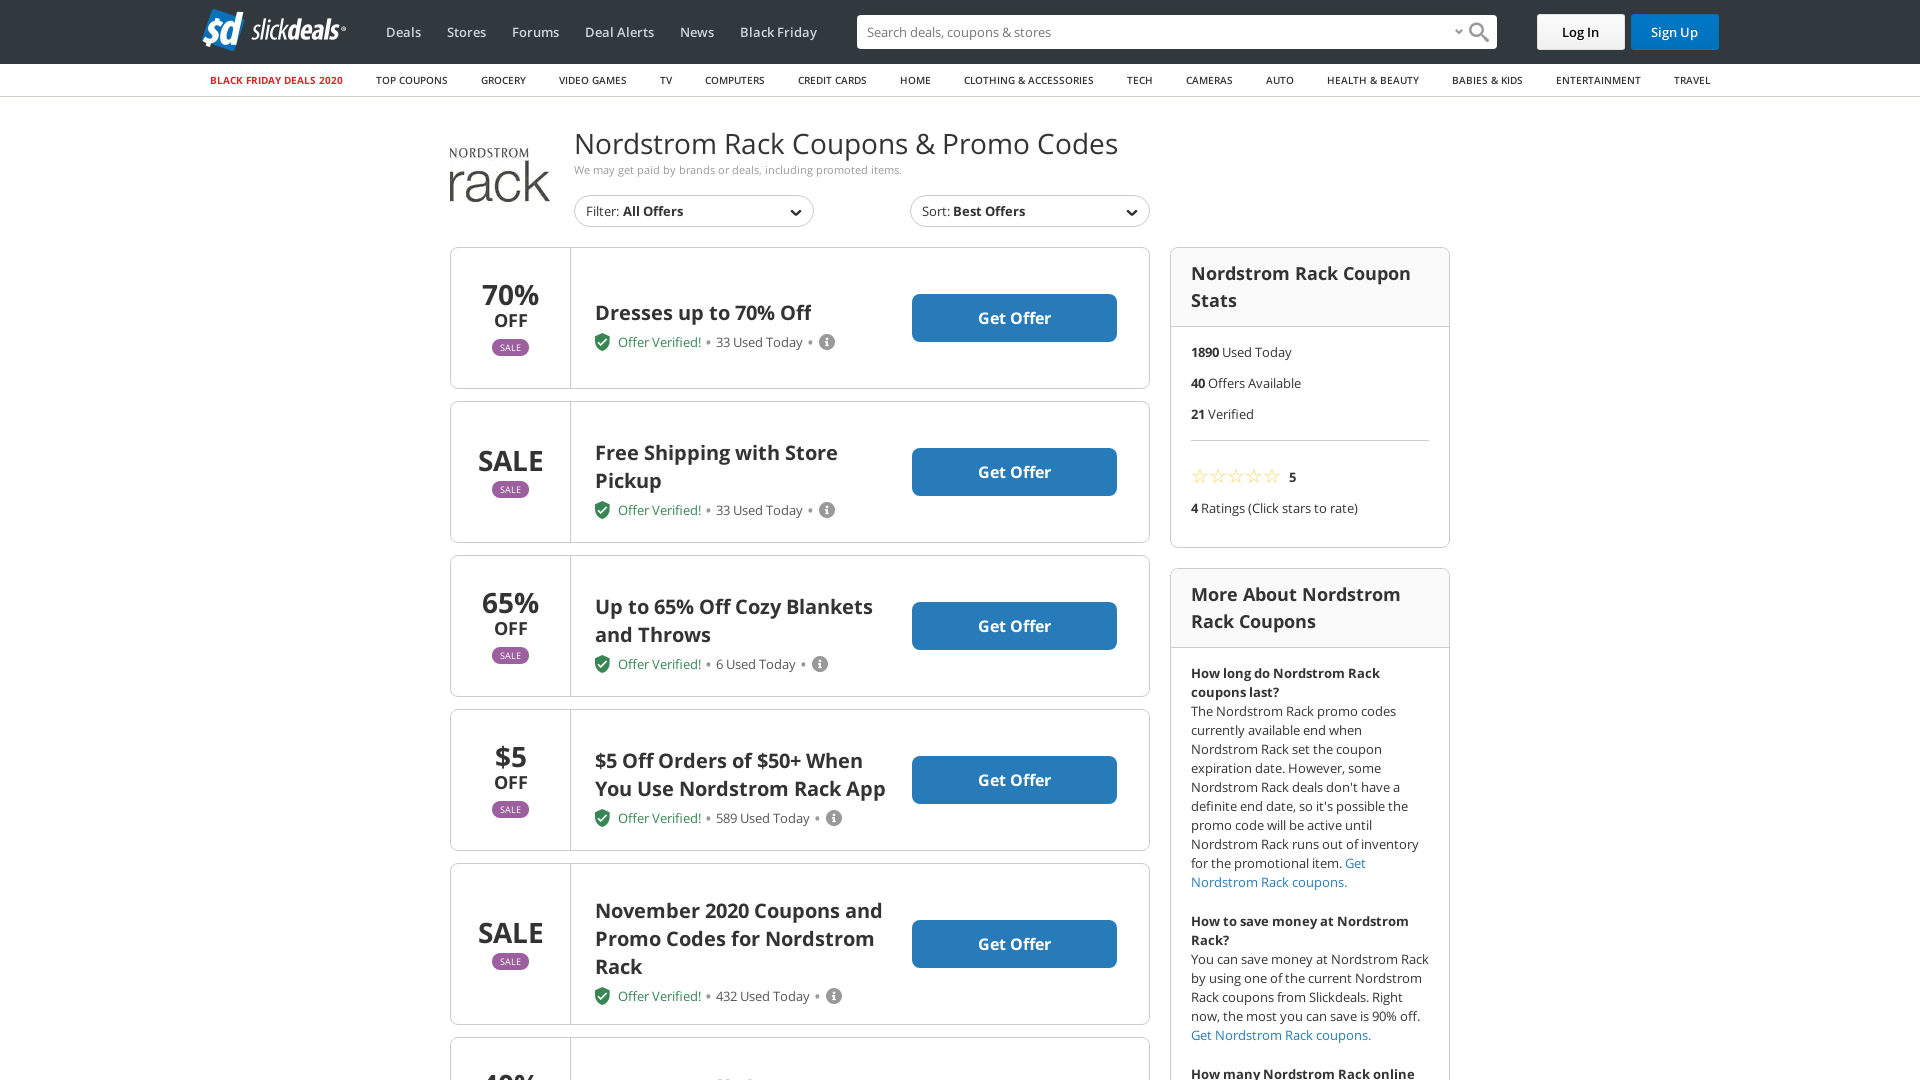 sd slickdeals
Deals Stores Forums Deal Alerts News Black Friday Search deals, coupons & stores Log In Sign Up
BLACK FRIDAY DEALS 2020 TOP COUPONS GROCERY VIDEO GAMES TV COMPUTERS CREDIT CARDS HOME CLOTHING & ACCESSORIES TECH CAMERAS AUTO HEALTH & BEAUTY BABIES & KIDS ENTERTAINMENT TRAVEL
NORDSTROM
rack
Nordstrom Rack Coupons & Promo Codes
We may get paid by brands or deals, including promoted items.
Filter: All Offers
Sort: Best Offers
70%
OFF
SALE
Dresses up to 70% Off
Offer Verified! • 33 Used Today •
Get Offer
SALE
SALE
Free Shipping with Store
Pickup
Offer Verified! • 33 Used Today •
Get Offer
65%
OFF
SALE
Up to 65% Off Cozy Blankets
and Throws
Offer Verified! • 6 Used Today •
Get Offer
$5
OFF
SALE
$5 Off Orders of $50+ When
You Use Nordstrom Rack App
Offer Verified! • 589 Used Today •
Get Offer
SALE
SALE
November 2020 Coupons and
Promo Codes for Nordstrom
Rack
Offer Verified! • 432 Used Today •
Get Offer
Nordstrom Rack Coupon
Stats
1890 Used Today
40 Offers Available
21 Verified
☆☆☆☆☆ 5
4 Ratings (Click stars to rate)
More About Nordstrom
Rack Coupons
How long do Nordstrom Rack
coupons last?
The Nordstrom Rack promo codes
currently available end when
Nordstrom Rack set the coupon
expiration date. However, some
Nordstrom Rack deals don't have a
definite end date, so it's possible the
promo code will be active until
Nordstrom Rack runs out of inventory
for the promotional item. Get
Nordstrom Rack coupons.
How to save money at Nordstrom
Rack?
You can save money at Nordstrom Rack
by using one of the current Nordstrom
Rack coupons from Slickdeals. Right
now, the most you can save is 90% off.
Get Nordstrom Rack coupons.
How many Nordstrom Rack online